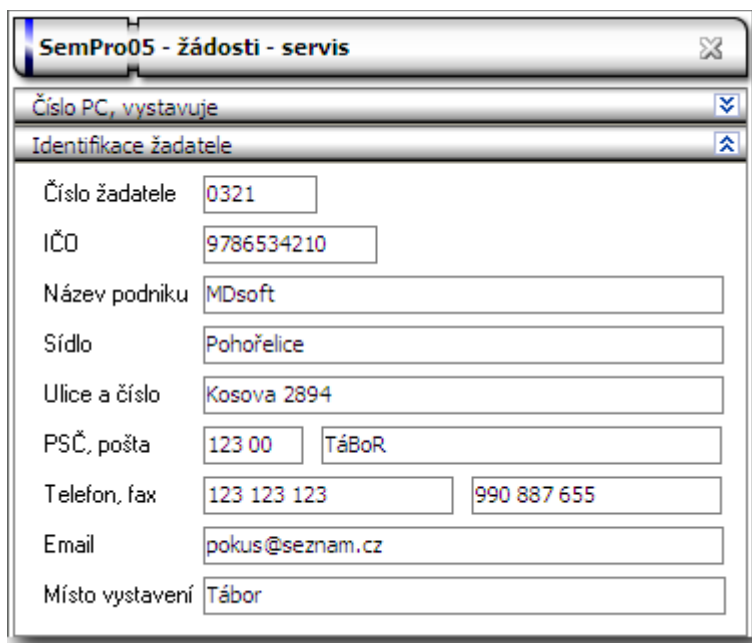 SemPro05 - žádosti - servis
Číslo PC, vystavuje
Identifikace žadatele
Číslo žadatele 0321
IČO 9786534210
Název podniku MDsoft
Sídlo Pohořelice
Ulice a číslo Kosova 2894
PSČ, pošta 123 00 TáBoR
Telefon, fax 123 123 123 990 887 655
Email pokus@seznam.cz
Místo vystavení Tábor